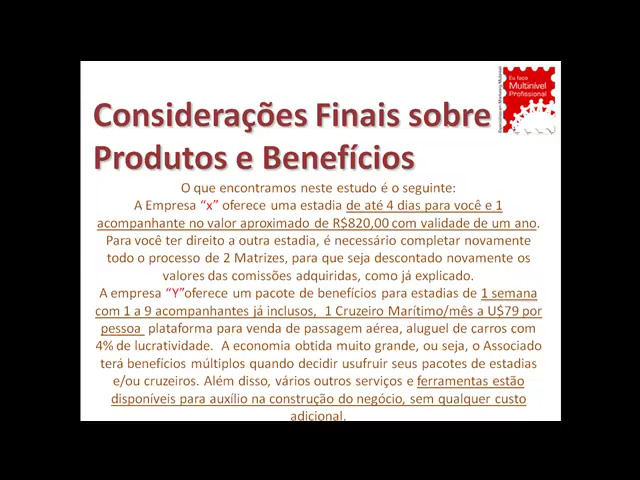 Eu faço
Multinível
Profissional
Considerações Finais sobre
Produtos e Benefícios
O que encontramos neste estudo é o seguinte:
A Empresa “x” oferece uma estadia de até 4 dias para você e 1
acompanhante no valor aproximado de R$820,00 com validade de um ano.
Para você ter direito a outra estadia, é necessário completar novamente
todo o processo de 2 Matrizes, para que seja descontado novamente os
valores das comissões adquiridas, como já explicado.
A empresa “Y”oferece um pacote de benefícios para estadias de 1 semana
com 1 a 9 acompanhantes já inclusos, 1 Cruzeiro Marítimo/mês a U$79 por
pessoa plataforma para venda de passagem aérea, aluguel de carros com
4% de lucratividade. A economia obtida muito grande, ou seja, o Associado
terá benefícios múltiplos quando decidir usufruir seus pacotes de estadias
e/ou cruzeiros. Além disso, vários outros serviços e ferramentas estão
disponíveis para auxílio na construção do negócio, sem qualquer custo
adicional.